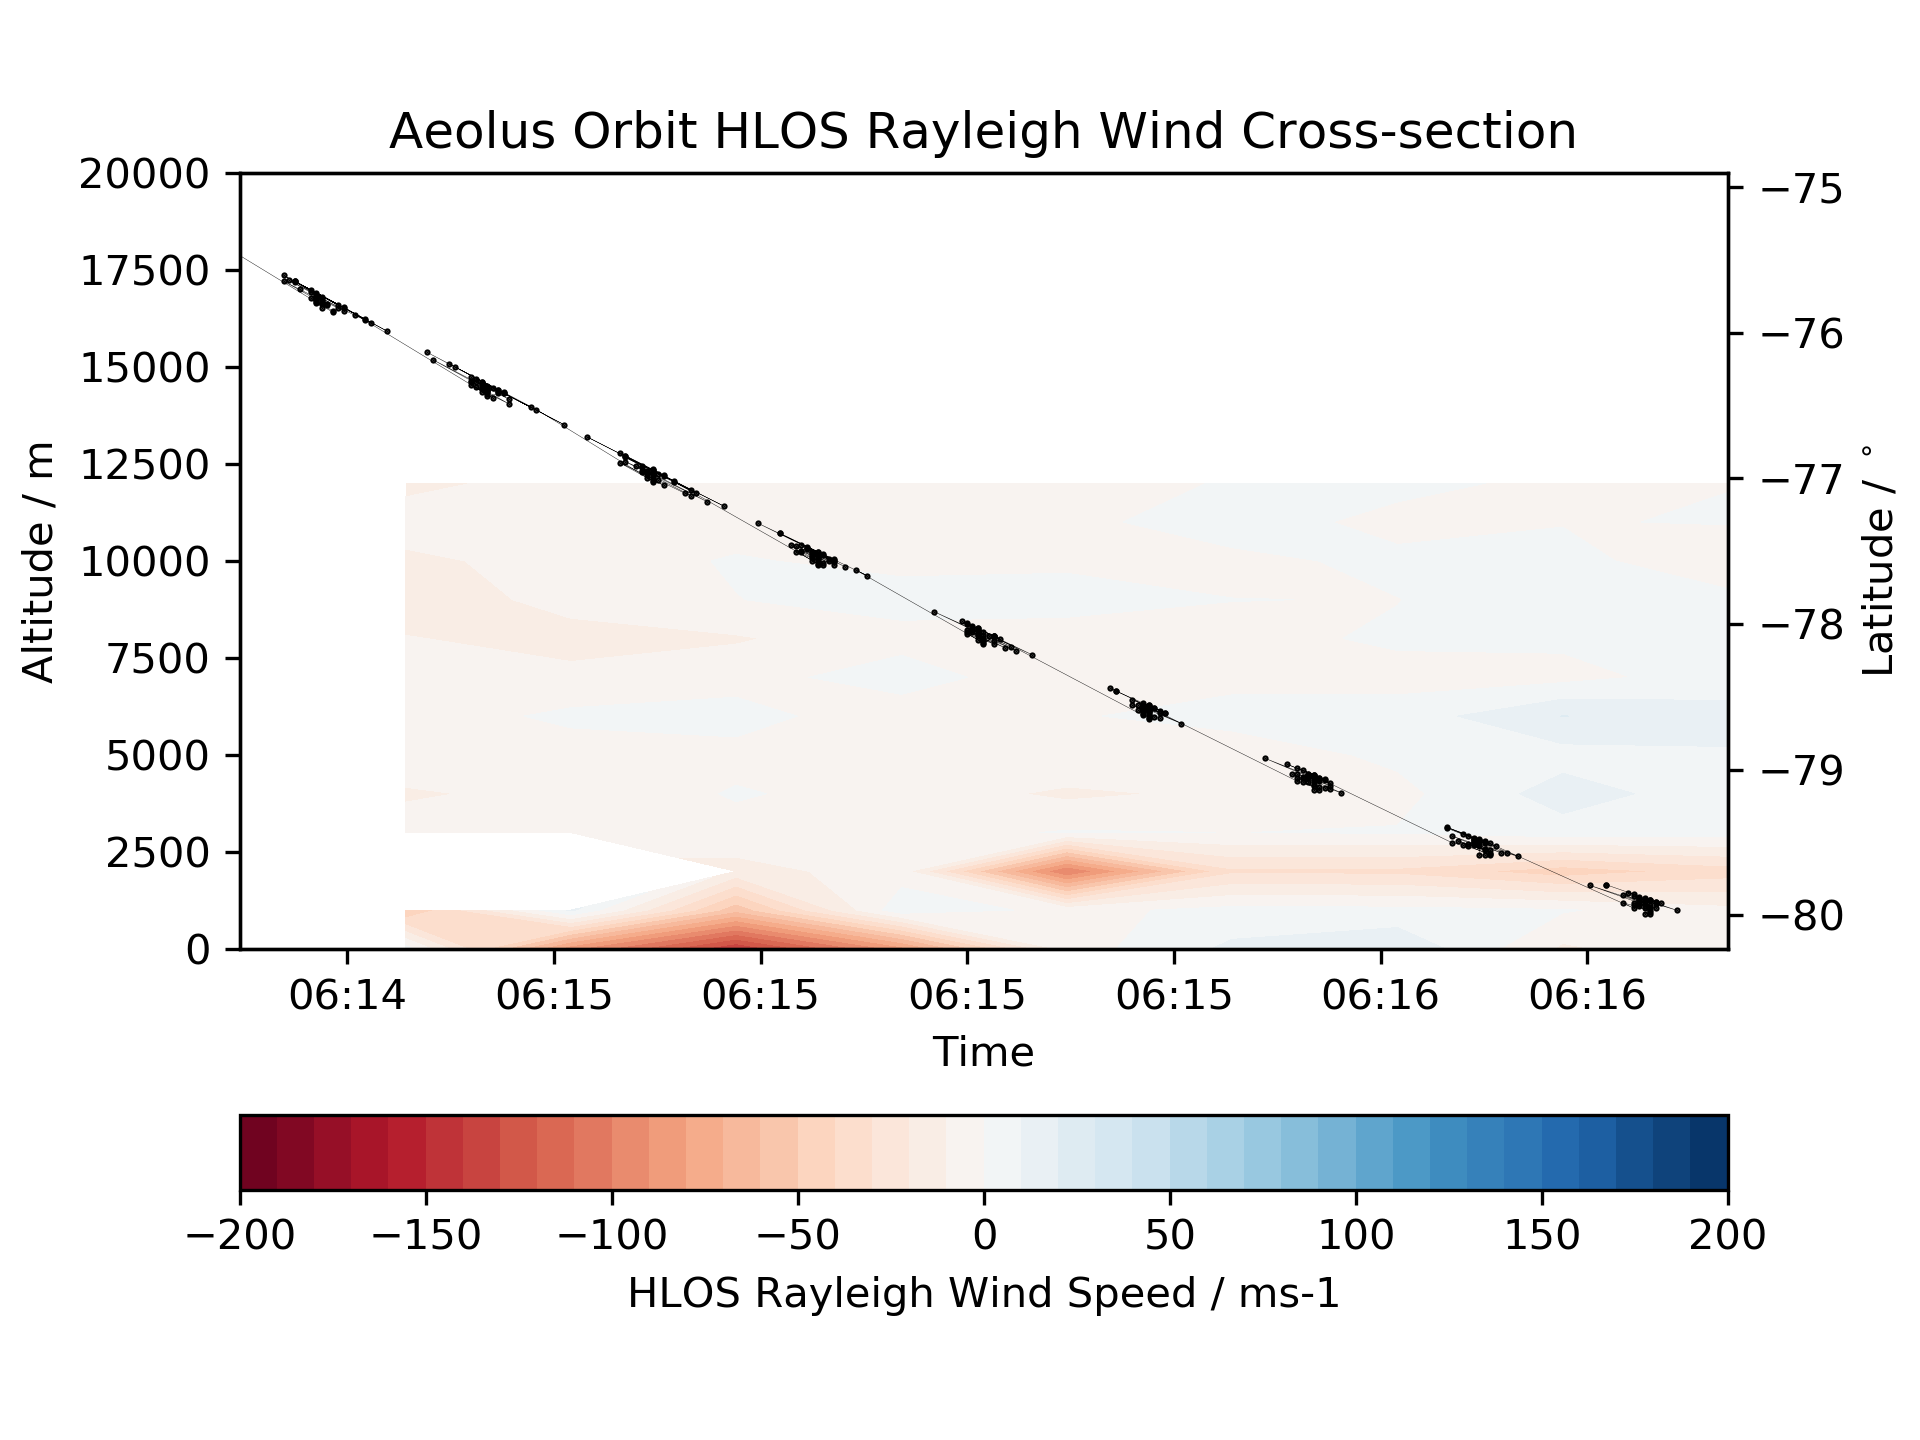 Aeolus Orbit HLOS Rayleigh Wind Cross-section
20000
17500
15000
12500
10000
7500
5000
2500
0
Altitude / m
−75
−76
−77
−78
−79
−80
Latitude / °
06:14 06:15 06:15 06:15 06:15 06:16 06:16
Time
−200 −150 −100 −50 0 50 100 150 200
HLOS Rayleigh Wind Speed / ms-1